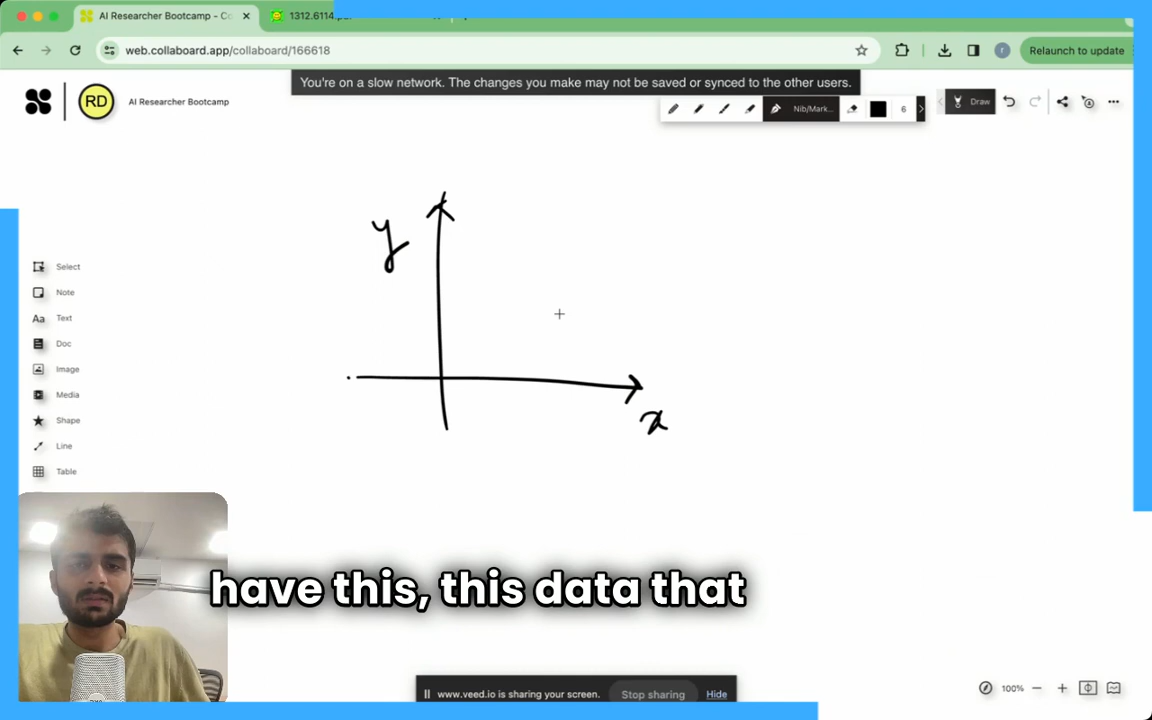 AI Researcher Bootcamp - Co
1312.6114.pdf
web.collaboard.app/collaboard/166618
r
Relaunch to update
You're on a slow network. The changes you make may not be saved or synced to the other users.
RD
AI Researcher Bootcamp
Nib/Mark...
6
Draw
y
Select
Note
Aa Text
Doc
Image
Media
Shape
Line
Table
x
have this, this data that
www.veed.io is sharing your screen.
Stop sharing
Hide
100%